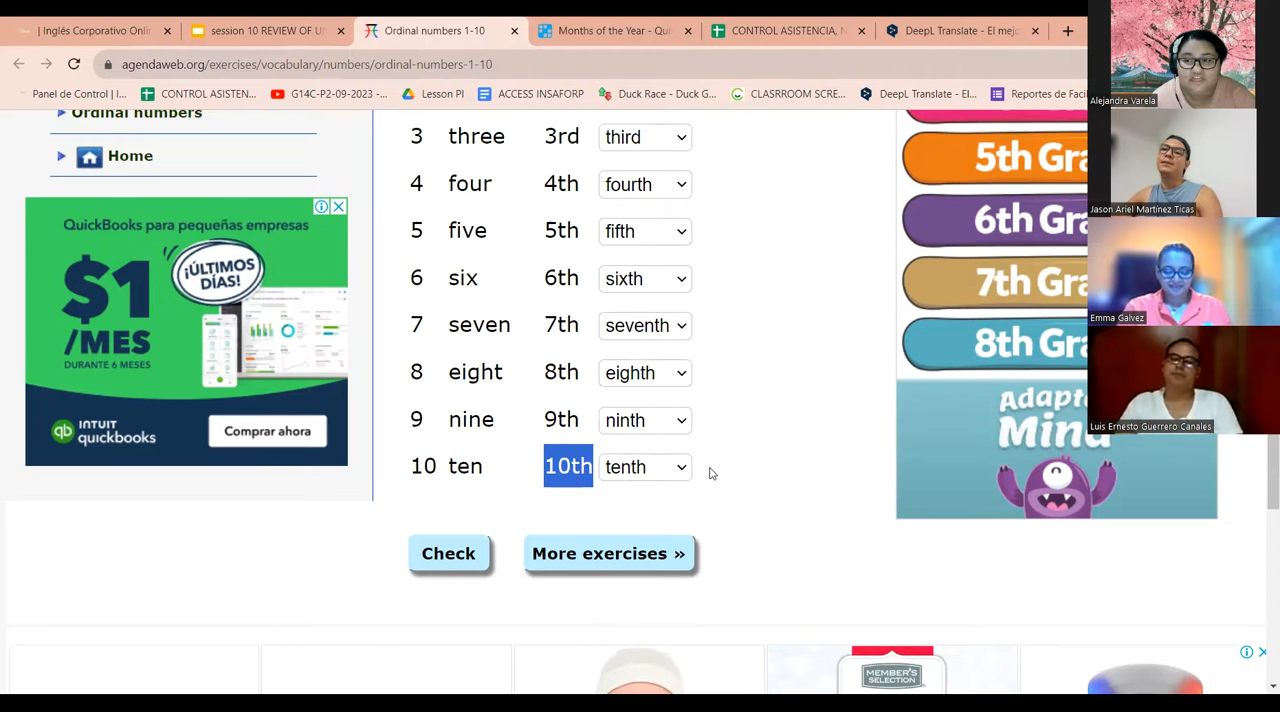 | Inglés Corporativo Onli
session 10 REVIEW OF U
Ordinal numbers 1-10
Months of the Year - Qui
CONTROL ASISTENCIA, N
DeepL Translate - El mejo
agendaweb.org/exercises/vocabulary/numbers/ordinal-numbers-1-10
Panel de Control | I...
CONTROL ASISTEN...
G14C-P2-09-2023 -...
Lesson PI
ACCESS INSAFORP
Duck Race - Duck G...
CLASRROOM SCRE...
DeepL Translate - El...
Reportes de Facil
Ordinal numbers
Home
QuickBooks para pequeñas empresas
$1
/MES
DURANTE 6 MESES
¡ÚLTIMOS
DÍAS!
INTUIT
quickbooks
Comprar ahora
3 three 3rd third
4 four 4th fourth
5 five 5th fifth
6 six 6th sixth
7 seven 7th seventh
8 eight 8th eighth
9 nine 9th ninth
10 ten 10th tenth
Check
More exercises »
5th Gra
6th Gra
7th Gra
8th Gra
Adapt
Mind
Alejandra Varela
Jason Ariel Martínez Ticas
Emma Galvez
Luis Ernesto Guerrero Canales
MEMBER'S
SELECTION